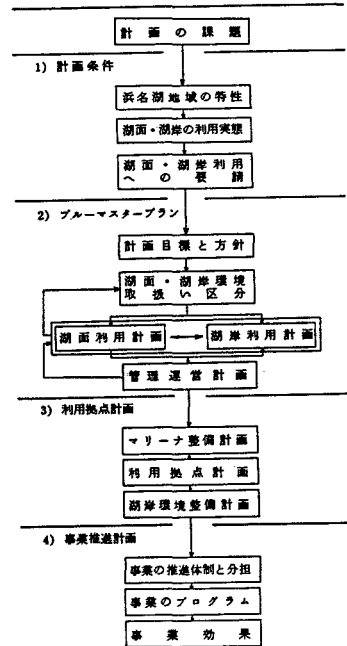 計画の課題
1) 計画条件
浜名湖地域の特性
湖面・湖岸の利用実態
湖面・湖岸利用
への要請
2) ブルーマスタープラン
計画目標と方針
湖面・湖岸環境
取扱い区分
湖面利用計画
湖岸利用計画
管理運営計画
3) 利用拠点計画
マリーナ整備計画
利用拠点計画
湖岸環境整備計画
4) 事業推進計画
事業の推進体制と分担
事業のプログラム
事業効果